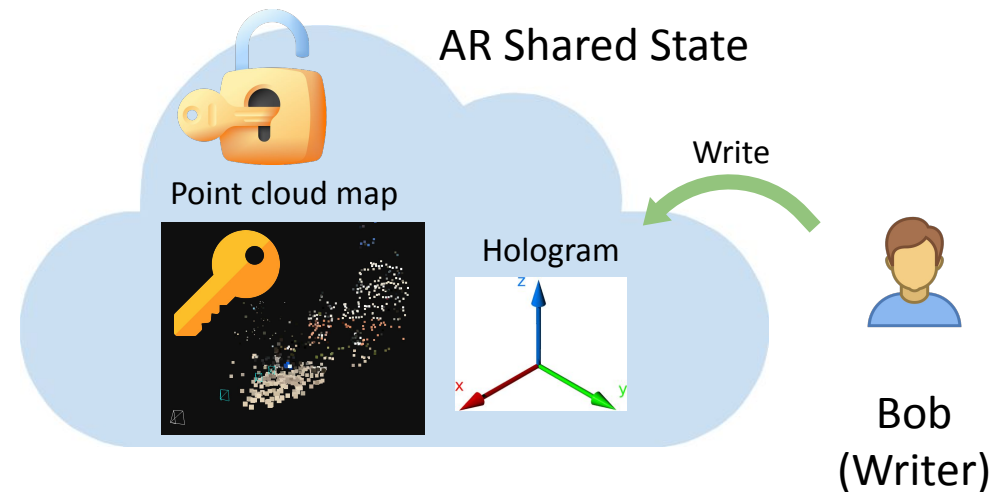 AR Shared State
Write
Point cloud map
Hologram
z
x
y
Bob
(Writer)